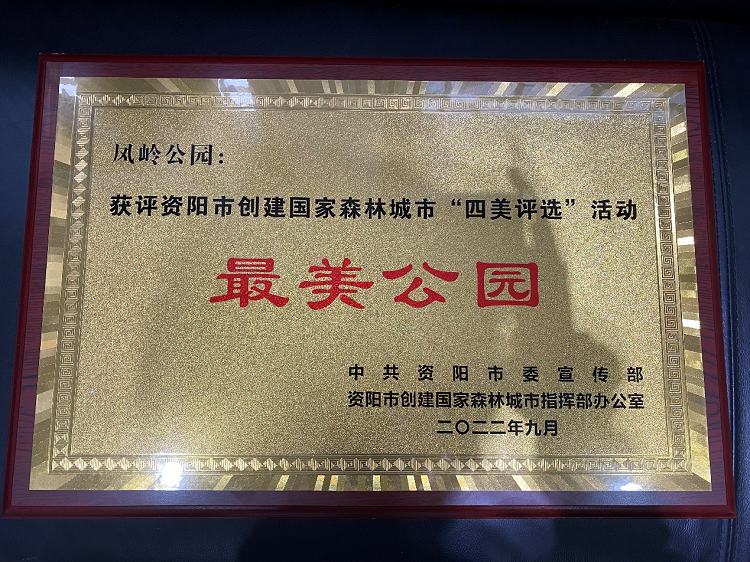 凤岭公园：
获评资阳市创建国家森林城市“四美评选”活动
最美公园
中共资阳市委宣传部
资阳市创建国家森林城市指挥部办公室
二〇二二年九月